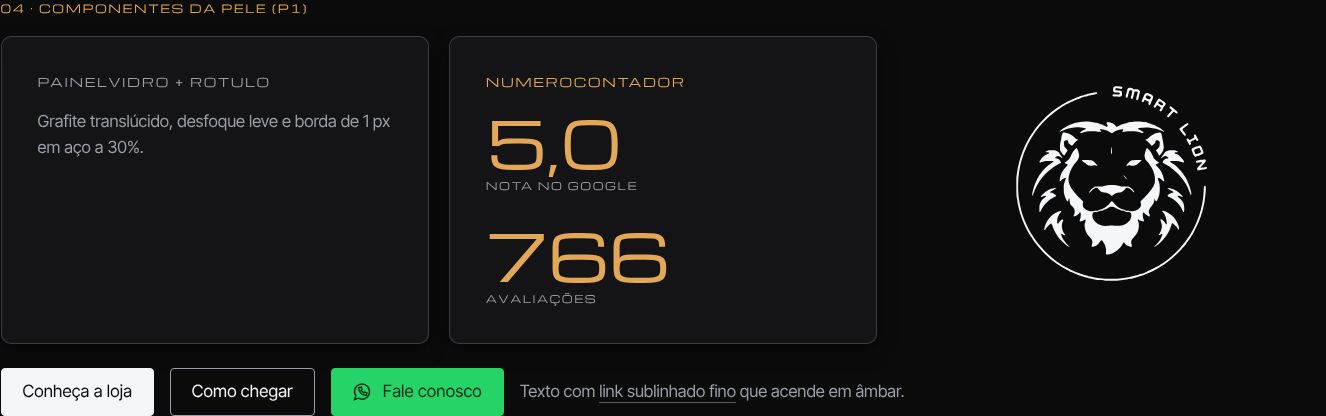 04 · COMPONENTES DA PELE (P1)
PAINELVIDRO + ROTULO
Grafite translúcido, desfoque leve e borda de 1 px
em aço a 30%.
NUMEROCONTADOR
5,0
NOTA NO GOOGLE
766
AVALIAÇÕES
SMART LION
Conheça a loja
Como chegar
Fale conosco
Texto com link sublinhado fino que acende em âmbar.